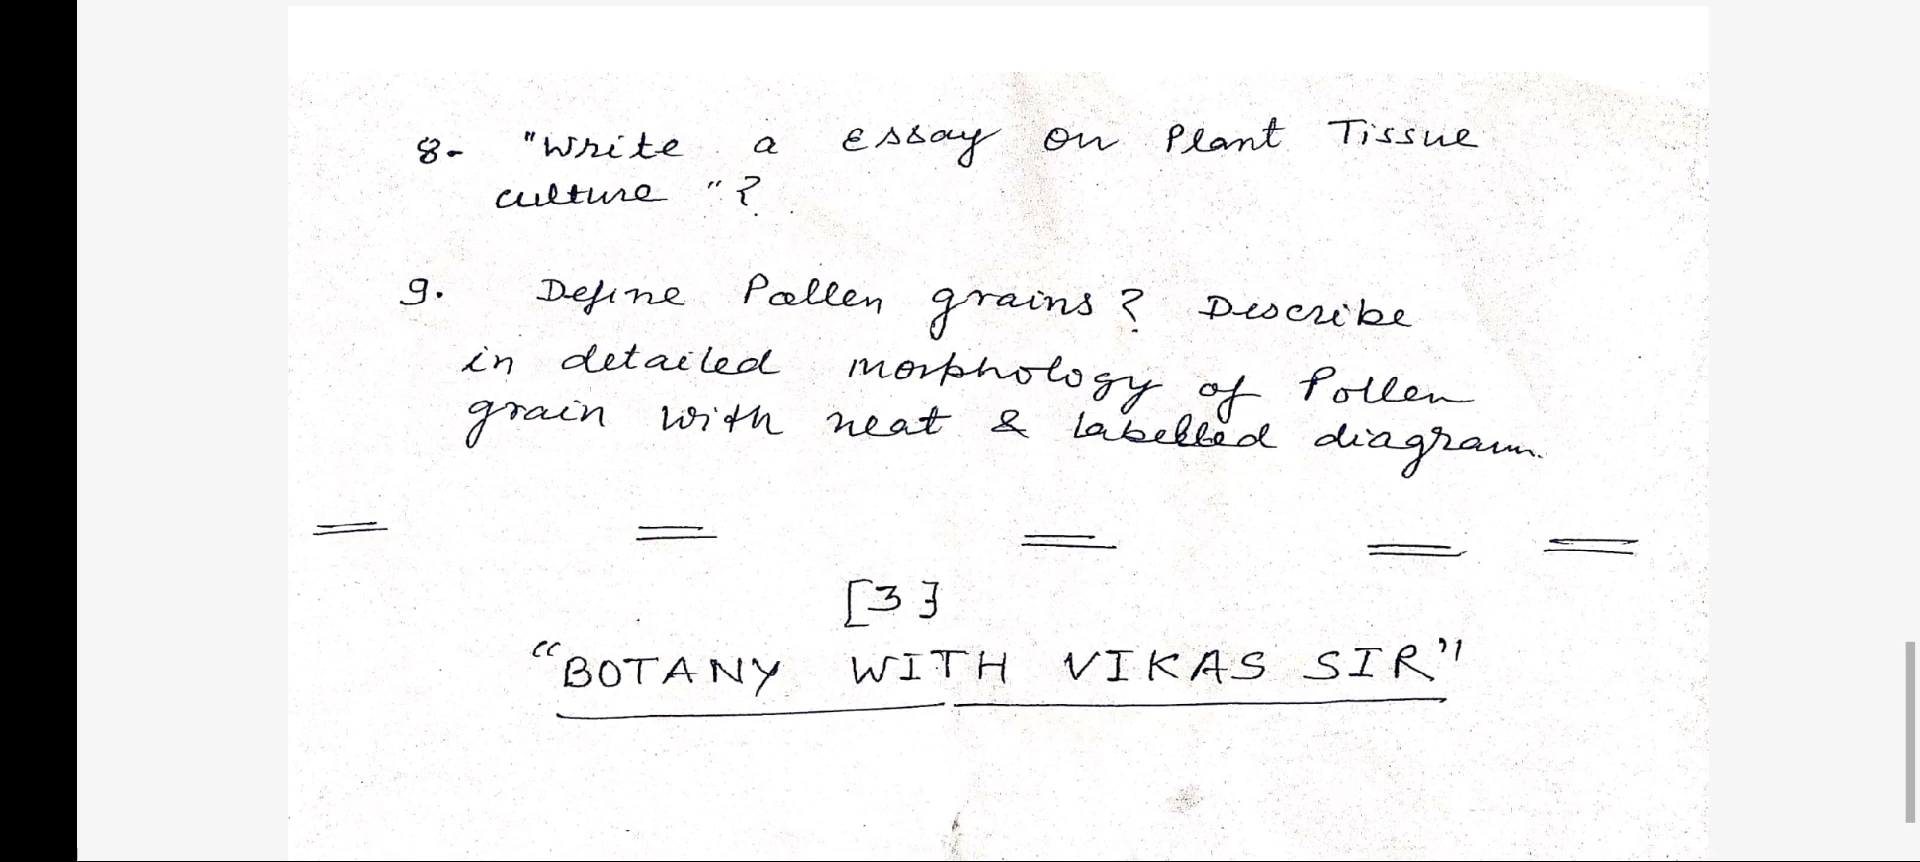 8- "Write a essay on Plant Tissue
culture"?
9. Define Pollen grains? Describe
in detailed morphology of Pollen
grain with neat & labelled diagram.
[3]
"BOTANY WITH VIKAS SIR"